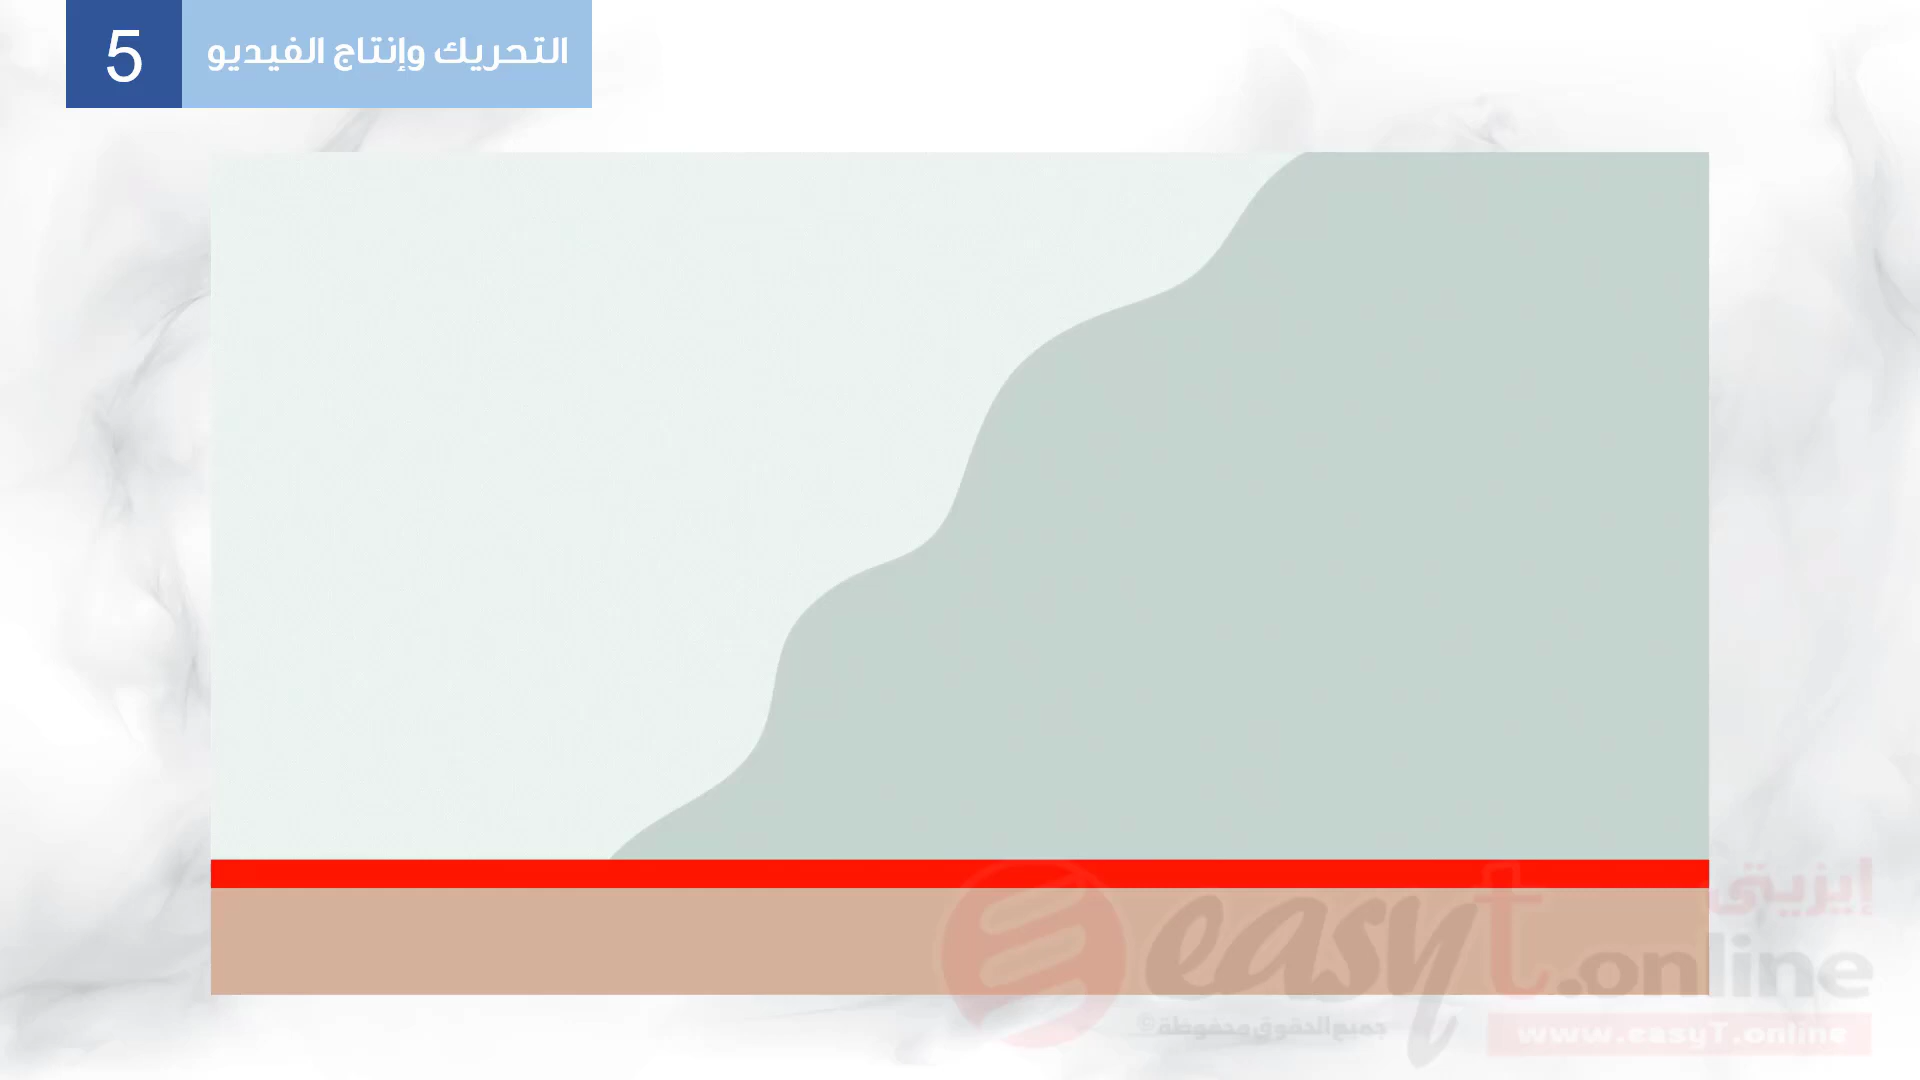 5
التحريك وإنتاج الفيديو
إيزيتي
easyT.online
جميع الحقوق محفوظة©
www.easyT.online